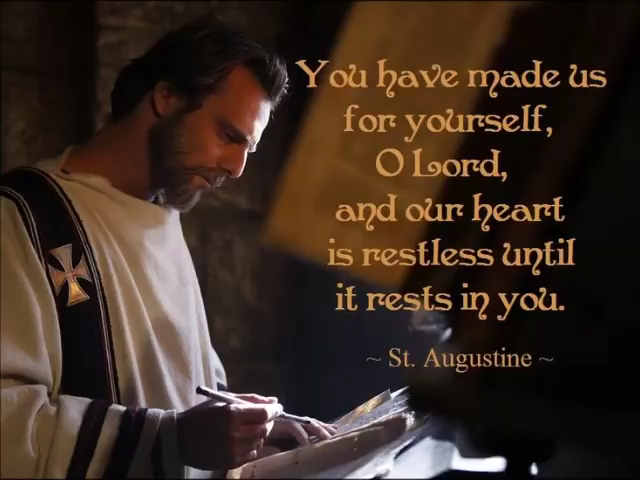 You have made us
for yourself,
O Lord,
and our heart
is restless until
it rests in you.
~ St. Augustine ~